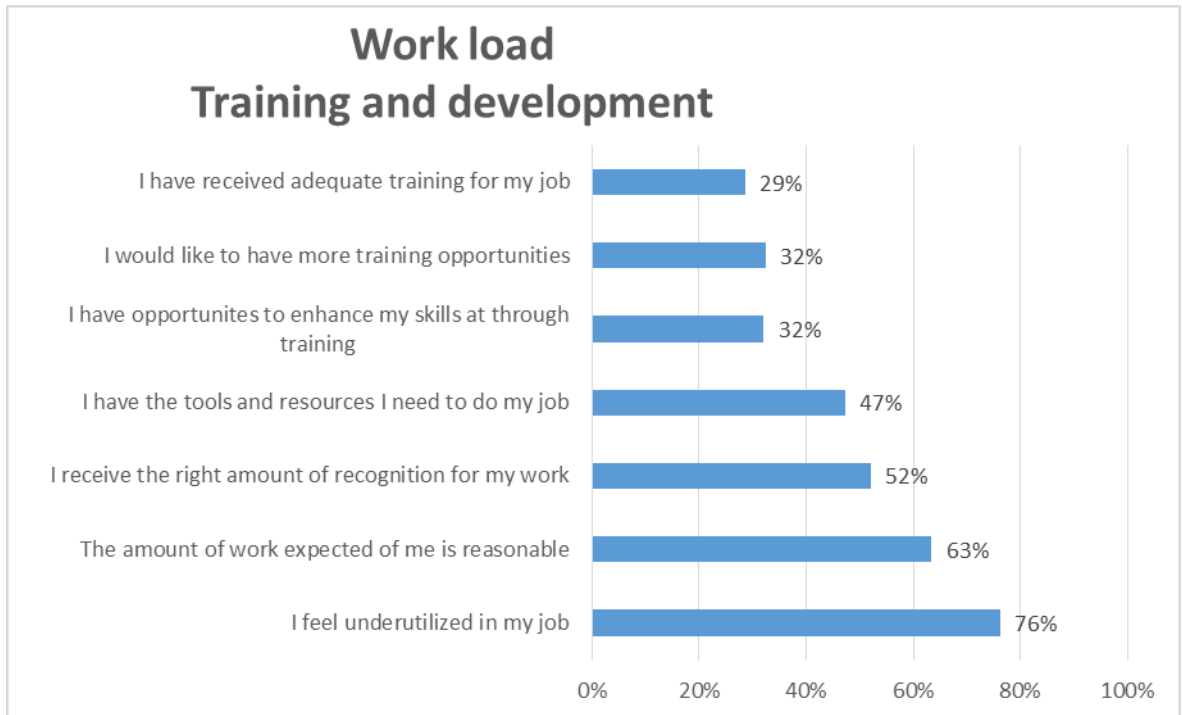 Work load
Training and development
I have received adequate training for my job
29%
I would like to have more training opportunities
32%
I have opportunites to enhance my skills at through
training
32%
I have the tools and resources I need to do my job
47%
I receive the right amount of recognition for my work
52%
The amount of work expected of me is reasonable
63%
I feel underutilized in my job
76%
0%
20%
40%
60%
80%
100%